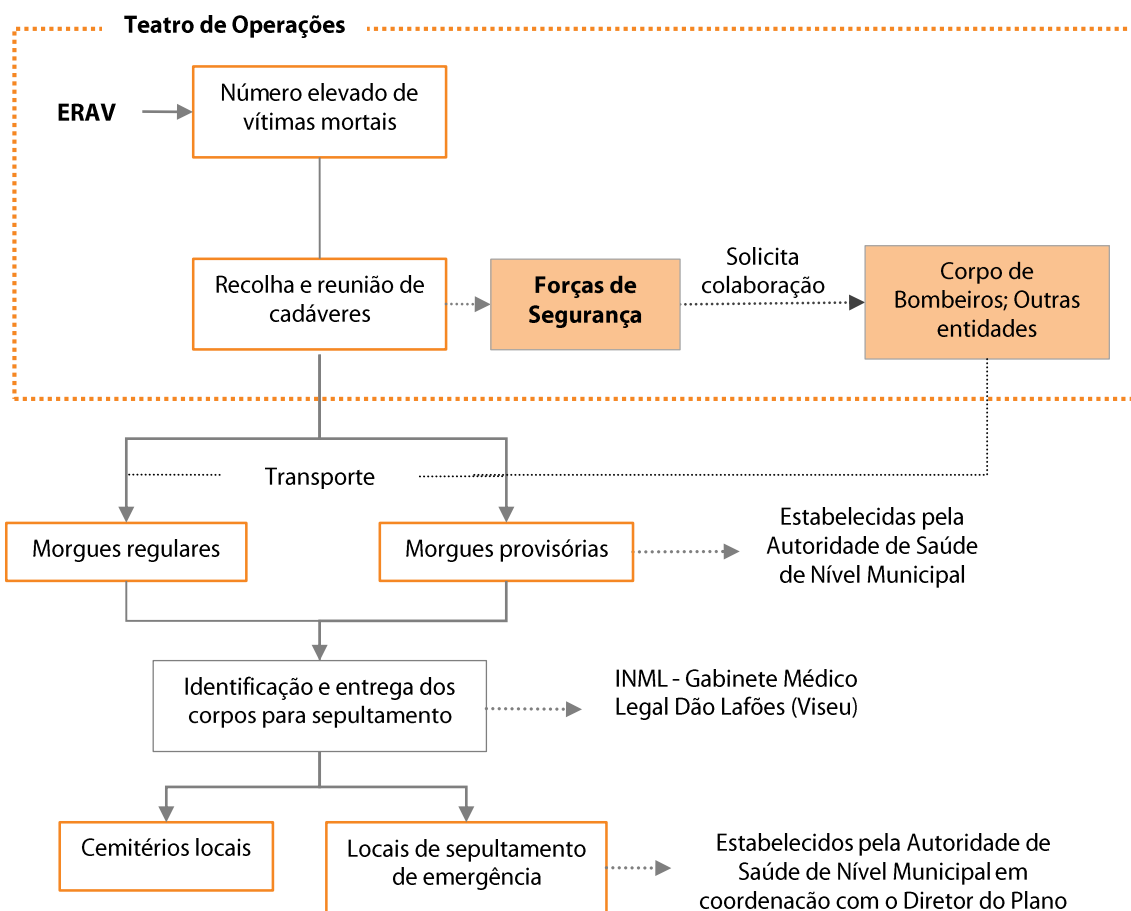 Teatro de Operações
ERAV
Número elevado de
vítimas mortais
Recolha e reunião de
cadáveres
Forças de
Segurança
Solicita
colaboração
Corpo de
Bombeiros; Outras
entidades
Transporte
Morgues regulares
Morgues provisórias
Estabelecidas pela
Autoridade de Saúde
de Nível Municipal
Identificação e entrega dos
corpos para sepultamento
INML - Gabinete Médico
Legal Dão Lafões (Viseu)
Cemitérios locais
Locais de sepultamento
de emergência
Estabelecidos pela Autoridade de
Saúde de Nível Municipal em
coordenação com o Diretor do Plano